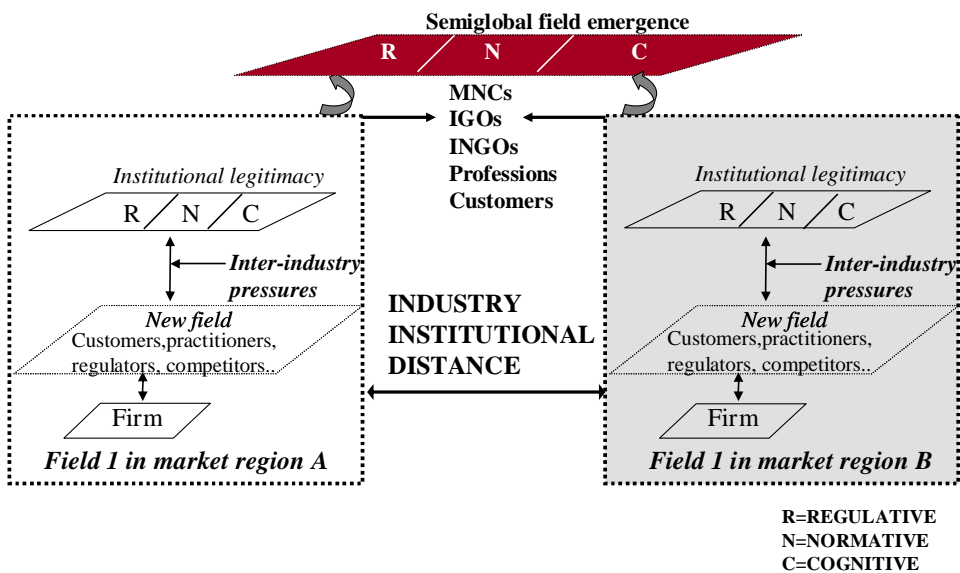 Semiglobal field emergence
R N C
MNCs
IGOs
INGOs
Professions
Customers
Institutional legitimacy
R N C
Inter-industry
pressures
New field
Customers,practitioners,
regulators, competitors..
Firm
Field 1 in market region A
INDUSTRY
INSTITUTIONAL
DISTANCE
Institutional legitimacy
R N C
Inter-industry
pressures
New field
Customers,practitioners,
regulators, competitors..
Firm
Field 1 in market region B
R=REGULATIVE
N=NORMATIVE
C=COGNITIVE